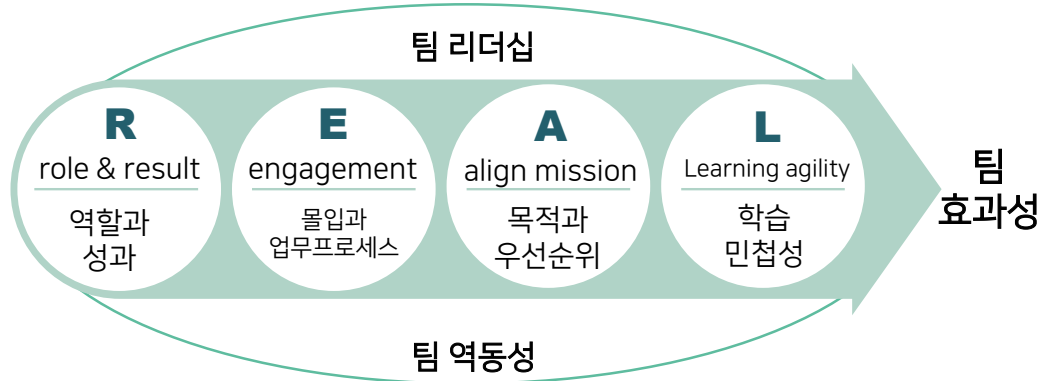 팀 리더십
R
role & result
역할과
성과
E
engagement
몰입과
업무프로세스
A
align mission
목적과
우선순위
L
Learning agility
학습
민첩성
팀
효과성
팀 역동성